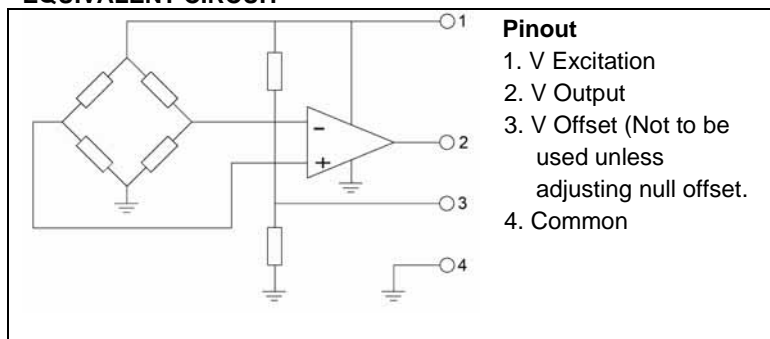 1
2
3
4
-
+
Pinout
1. V Excitation
2. V Output
3. V Offset (Not to be
used unless
adjusting null offset.
4. Common